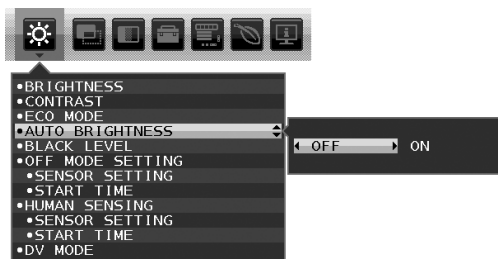 •BRIGHTNESS
•CONTRAST
•ECO MODE
•AUTO BRIGHTNESS
OFF ON
•BLACK LEVEL
•OFF MODE SETTING
•SENSOR SETTING
•START TIME
•HUMAN SENSING
•SENSOR SETTING
•START TIME
•DV MODE